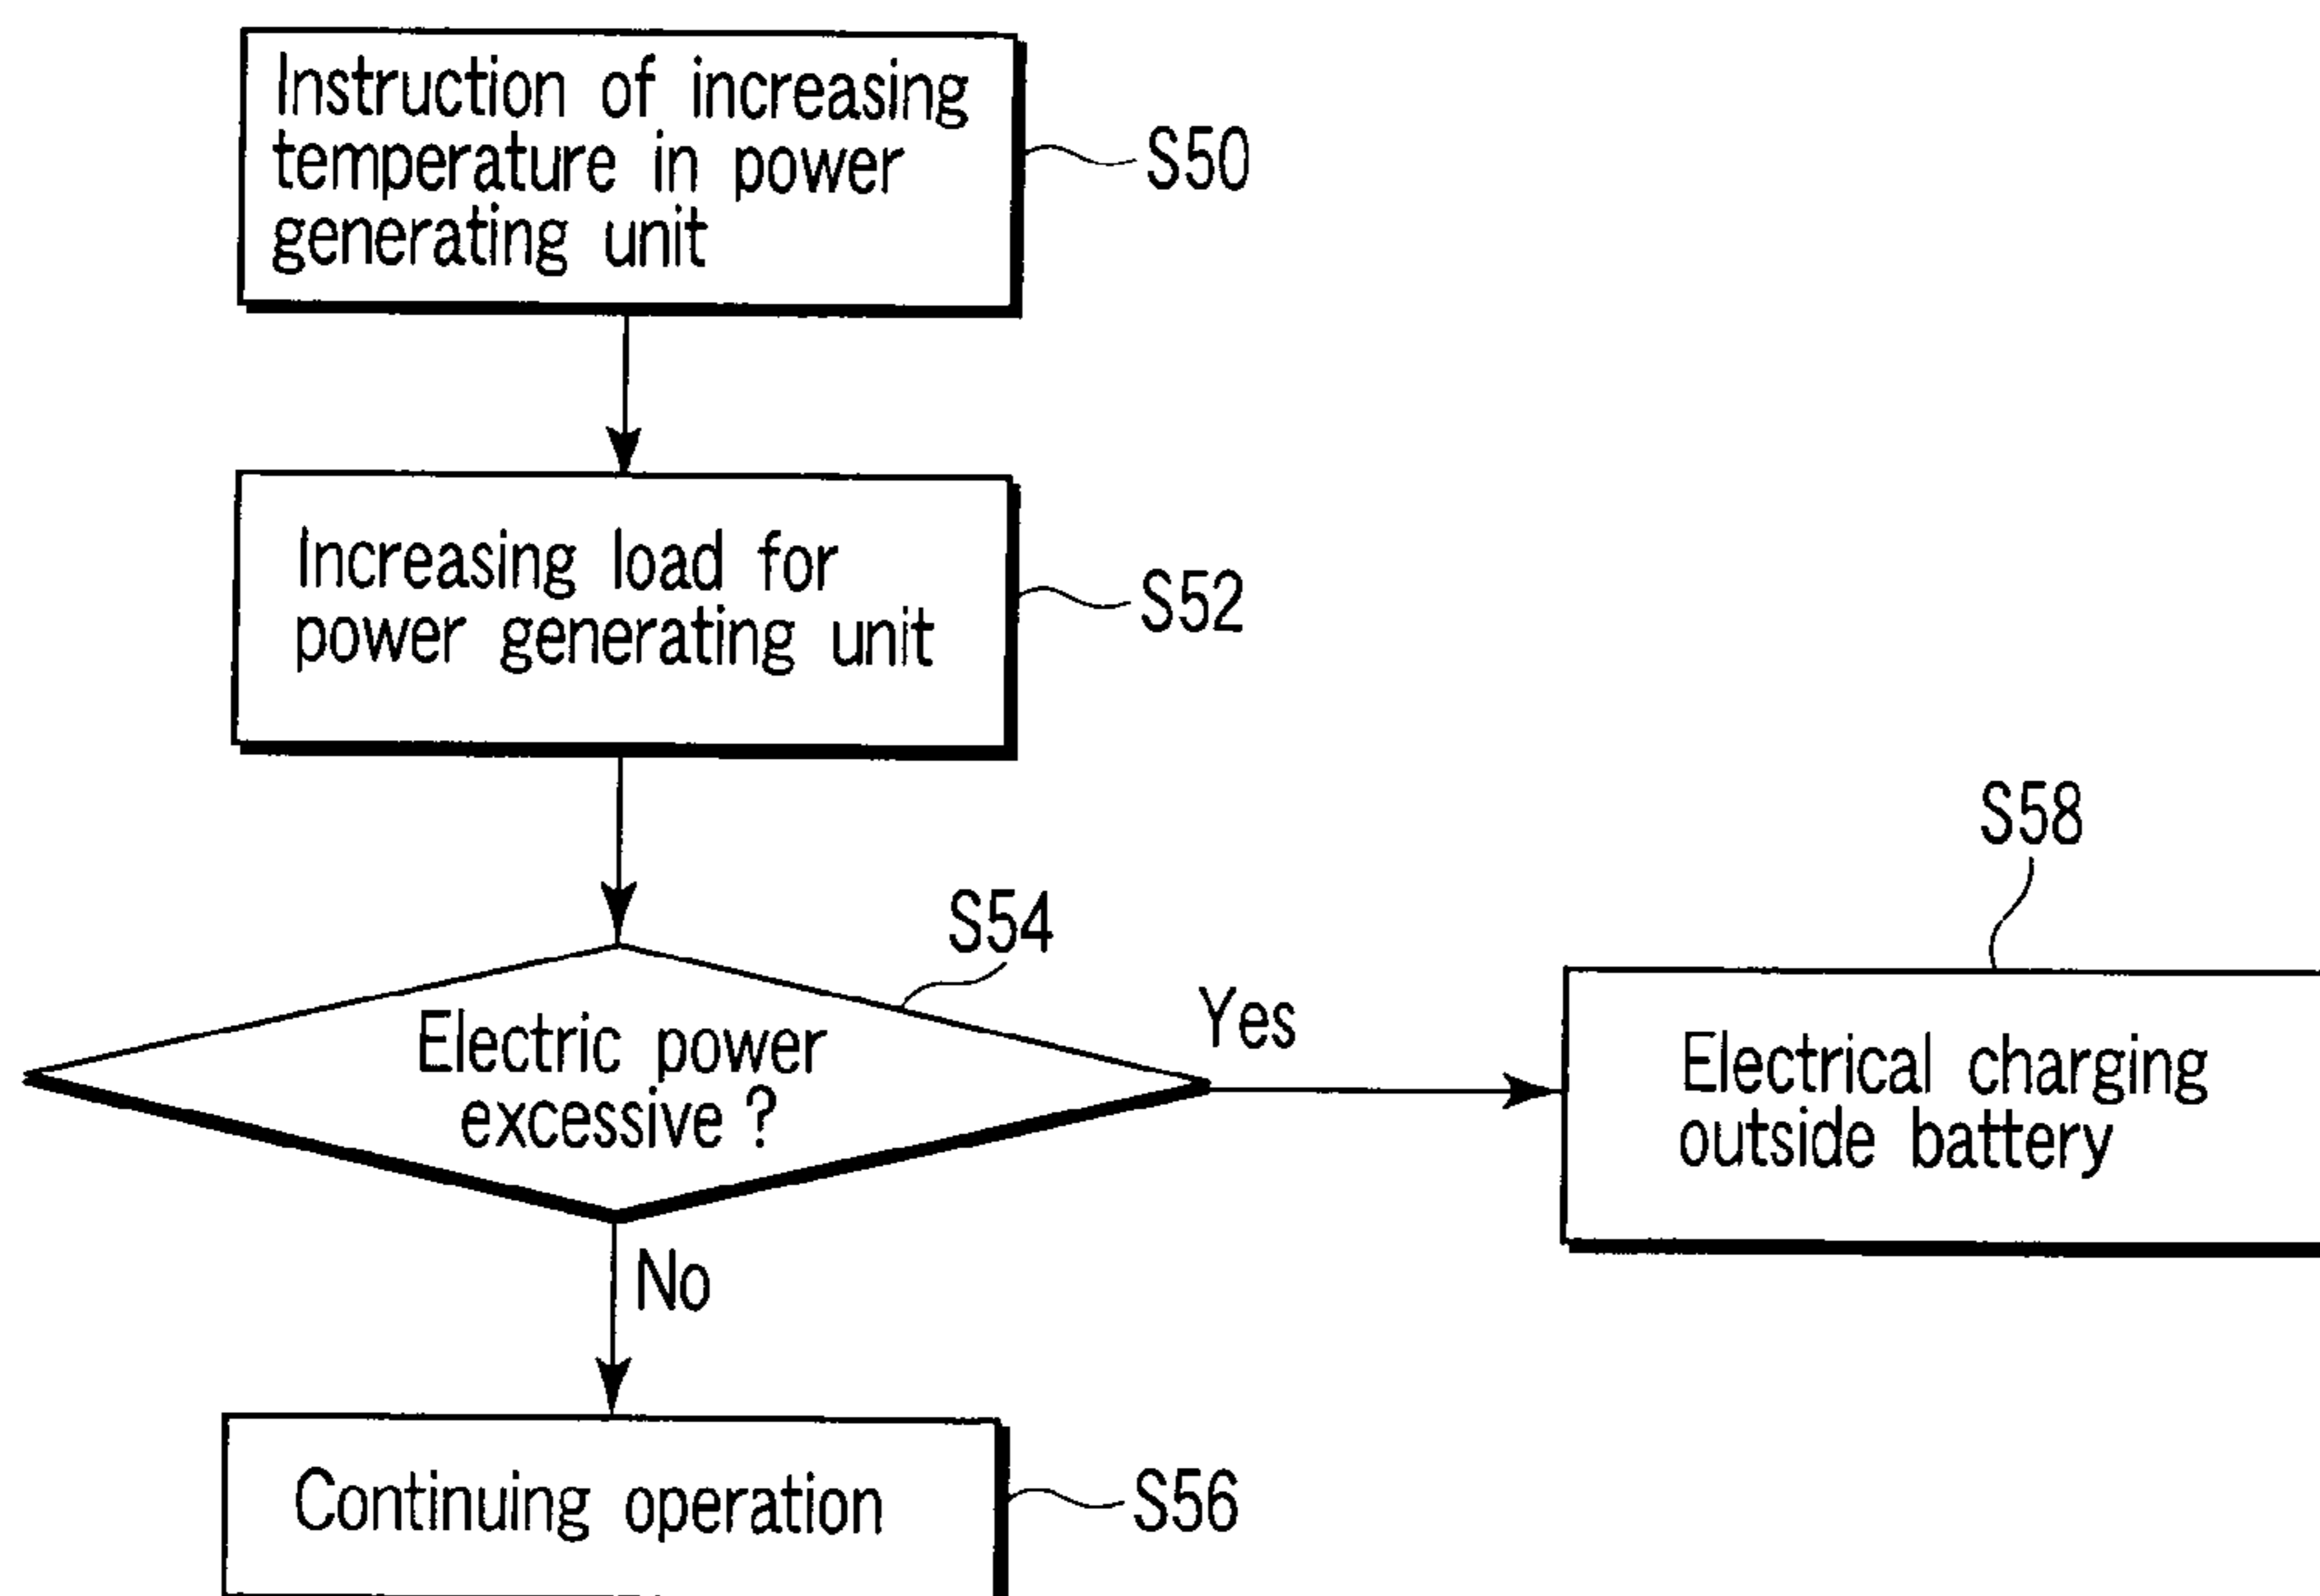 Instruction of increasing
temperature in power
generating unit
S50
Increasing load for
power generating unit
S52
S54
Electric power
excessive ?
Yes
S58
Electrical charging
outside battery
No
Continuing operation
S56